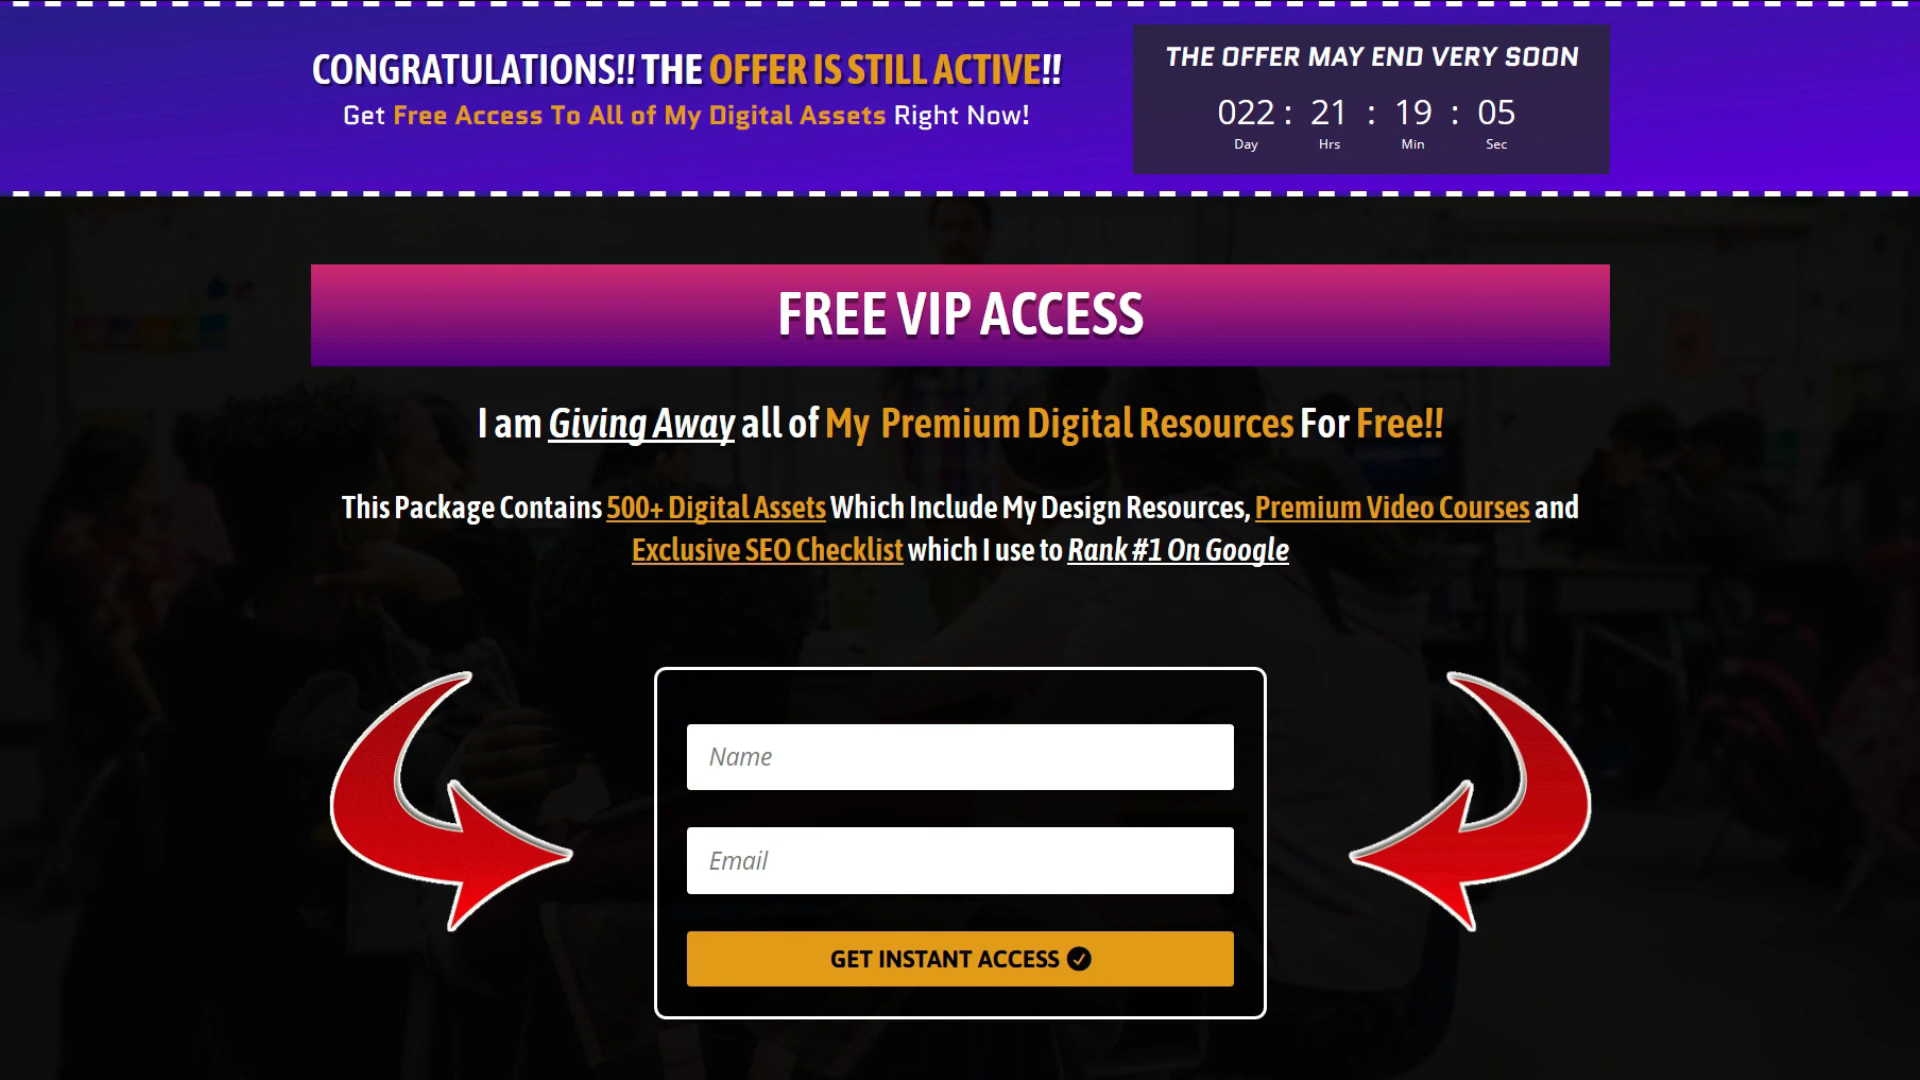 CONGRATULATIONS!! THE OFFER IS STILL ACTIVE!!
Get Free Access To All of My Digital Assets Right Now!
THE OFFER MAY END VERY SOON
022 : 21 : 19 : 05
Day Hrs Min Sec
FREE VIP ACCESS
I am Giving Away all of My Premium Digital Resources For Free!!
This Package Contains 500+ Digital Assets Which Include My Design Resources, Premium Video Courses and
Exclusive SEO Checklist which I use to Rank #1 On Google
Name
Email
GET INSTANT ACCESS